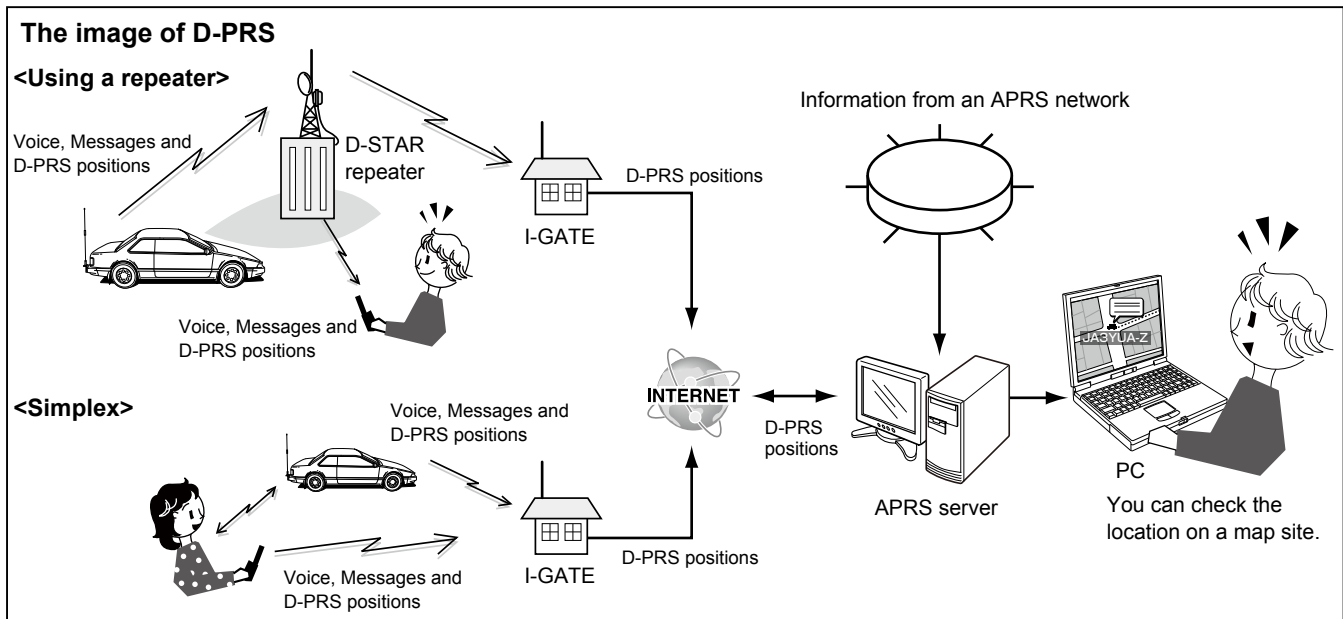 The image of D-PRS
<Using a repeater>
Voice, Messages and
D-PRS positions
D-STAR
repeater
I-GATE
D-PRS positions
Voice, Messages and
D-PRS positions
Information from an APRS network
INTERNET
D-PRS
positions
APRS server
JA3YUA-Z
PC
You can check the
location on a map site.
<Simplex>
Voice, Messages and
D-PRS positions
I-GATE
D-PRS positions
Voice, Messages and
D-PRS positions